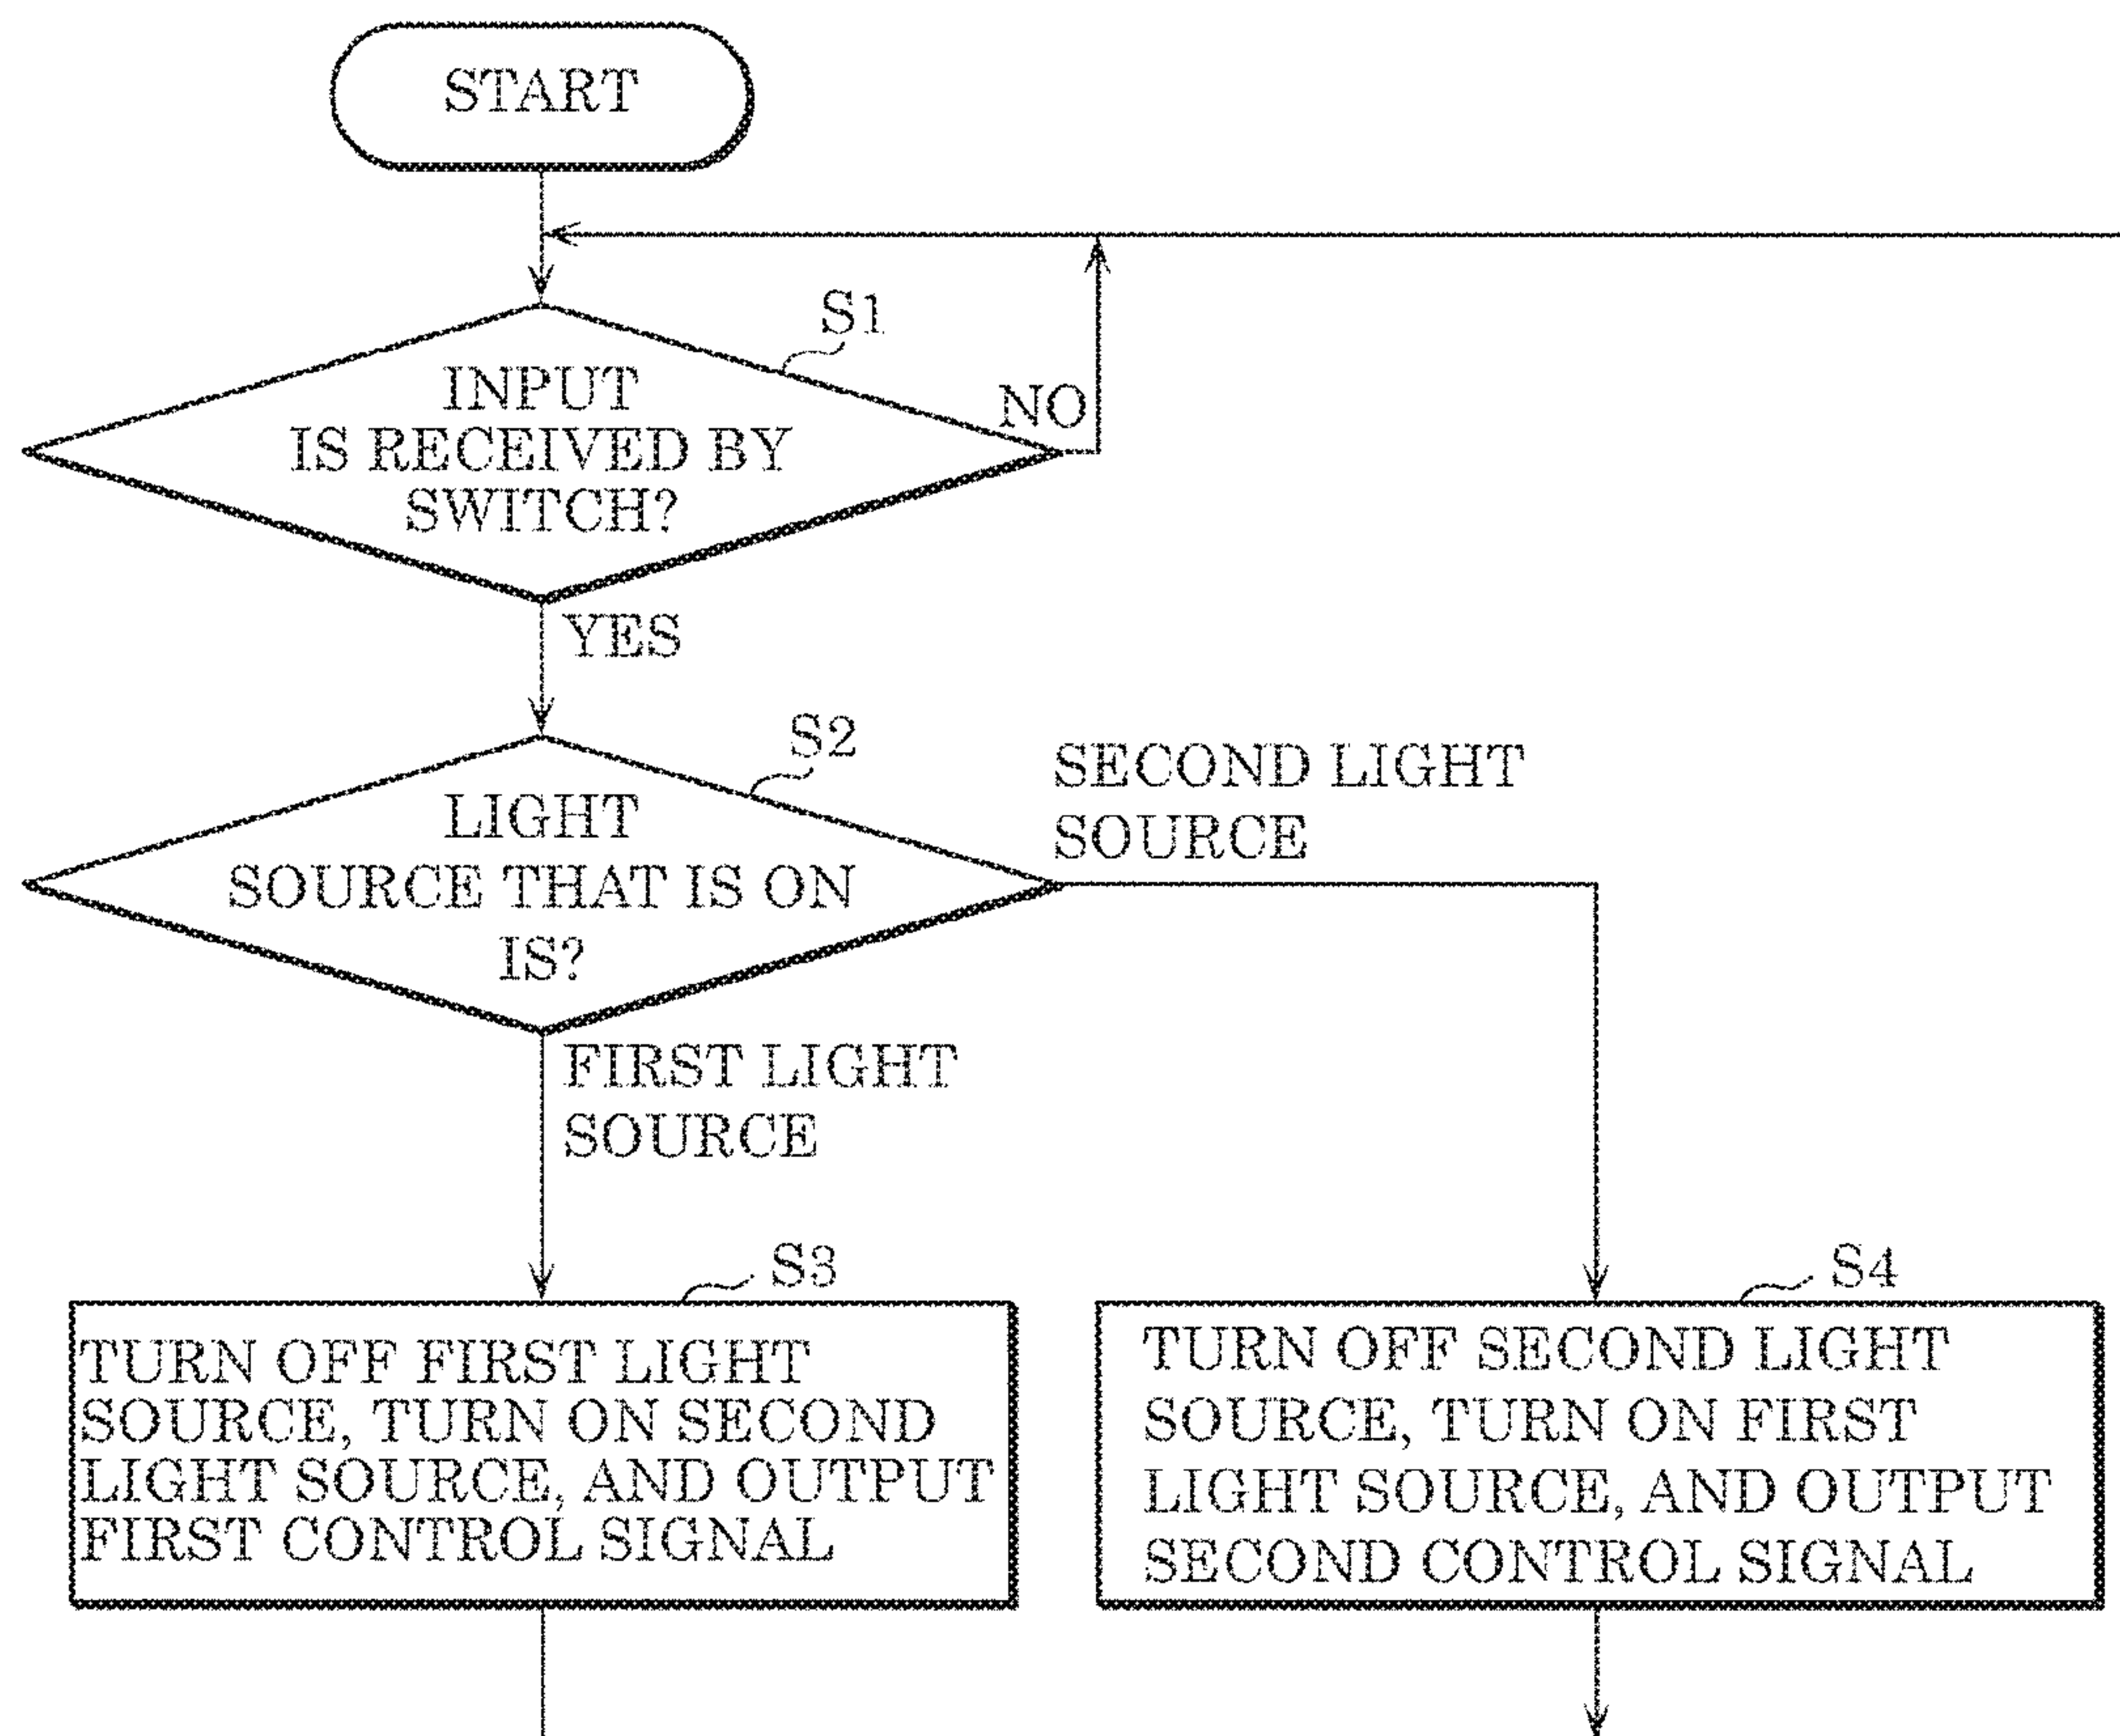 START
S1
INPUT
IS RECEIVED BY
SWITCH?
NO
YES
S2
LIGHT
SOURCE THAT IS ON
IS?
SECOND LIGHT
SOURCE
FIRST LIGHT
SOURCE
S3
TURN OFF FIRST LIGHT
SOURCE, TURN ON SECOND
LIGHT SOURCE, AND OUTPUT
FIRST CONTROL SIGNAL
S4
TURN OFF SECOND LIGHT
SOURCE, TURN ON FIRST
LIGHT SOURCE, AND OUTPUT
SECOND CONTROL SIGNAL